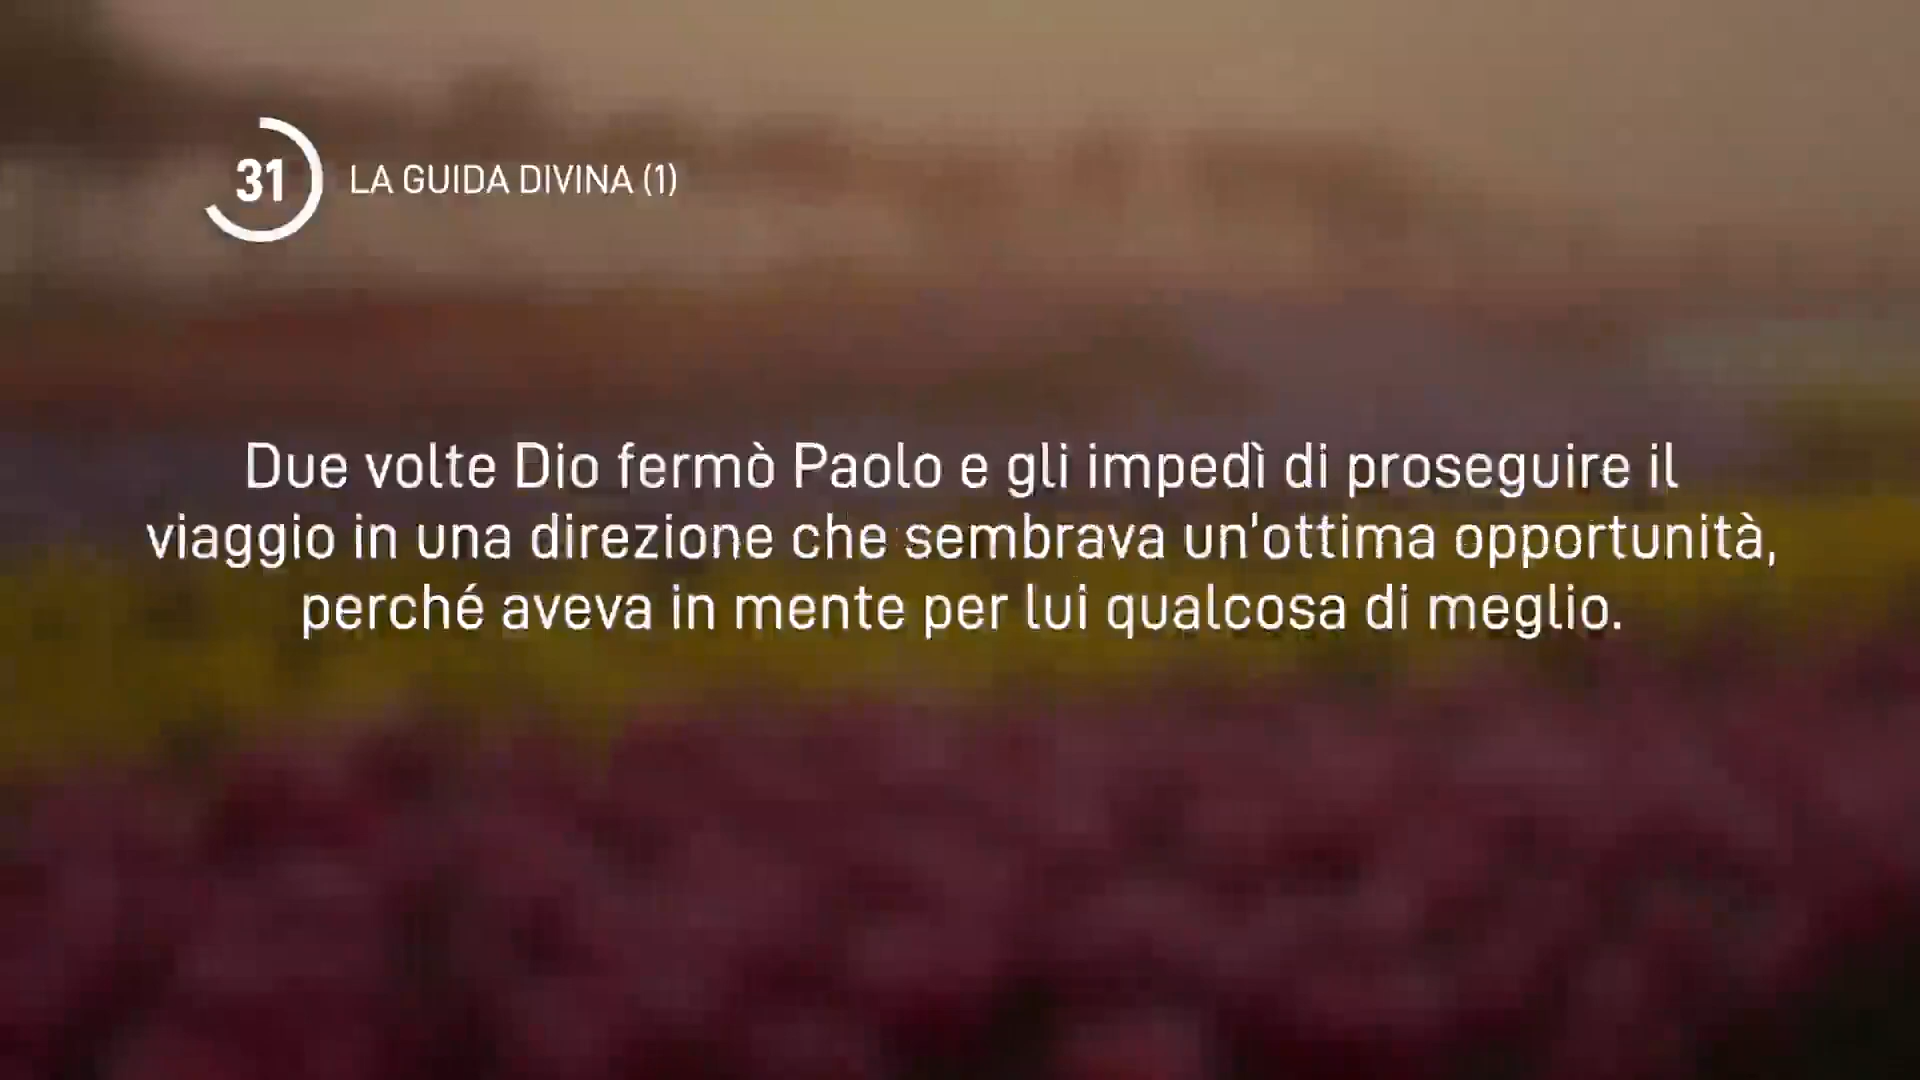 31
LA GUIDA DIVINA (1)
Due volte Dio fermò Paolo e gli impedì di proseguire il
viaggio in una direzione che sembrava un'ottima opportunità,
perché aveva in mente per lui qualcosa di meglio.